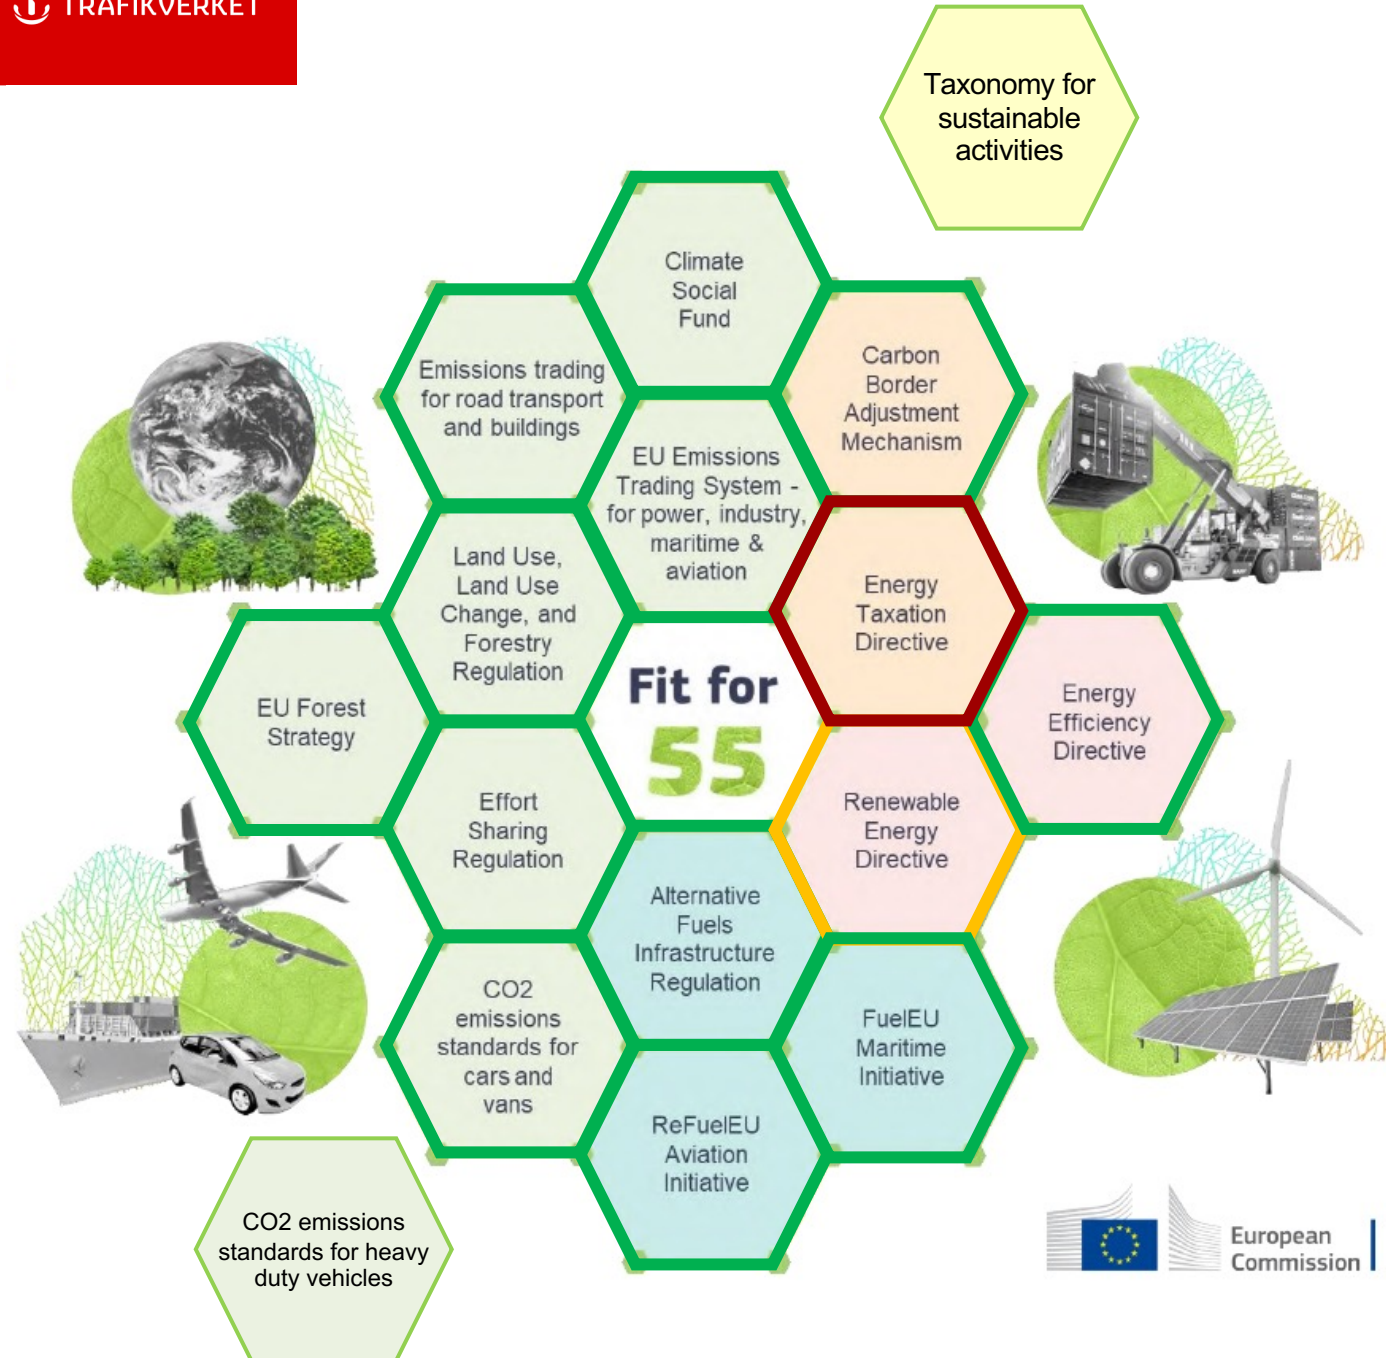 TRAFIKVERKET
Taxonomy for
sustainable
activities
Climate
Social
Fund
Emissions trading
for road transport
and buildings
Carbon
Border
Adjustment
Mechanism
EU Emissions
Trading System -
for power, industry,
maritime &
aviation
Land Use,
Land Use
Change, and
Forestry
Regulation
Energy
Taxation
Directive
EU Forest
Strategy
Fit for
55
Energy
Efficiency
Directive
Effort
Sharing
Regulation
Renewable
Energy
Directive
Alternative
Fuels
Infrastructure
Regulation
CO2
emissions
standards for
cars and
vans
FuelEU
Maritime
Initiative
ReFuelEU
Aviation
Initiative
CO2 emissions
standards for heavy
duty vehicles
European
Commission